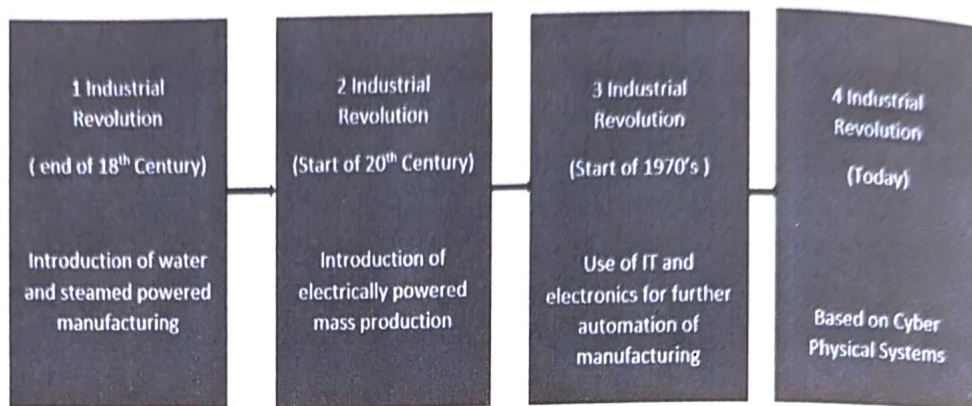 1 Industrial
Revolution
( end of 18th Century)
Introduction of water
and steamed powered
manufacturing
2 Industrial
Revolution
(Start of 20th Century)
Introduction of
electrically powered
mass production
3 Industrial
Revolution
(Start of 1970's )
Use of IT and
electronics for further
automation of
manufacturing
4 Industrial
Revolution
(Today)
Based on Cyber
Physical Systems